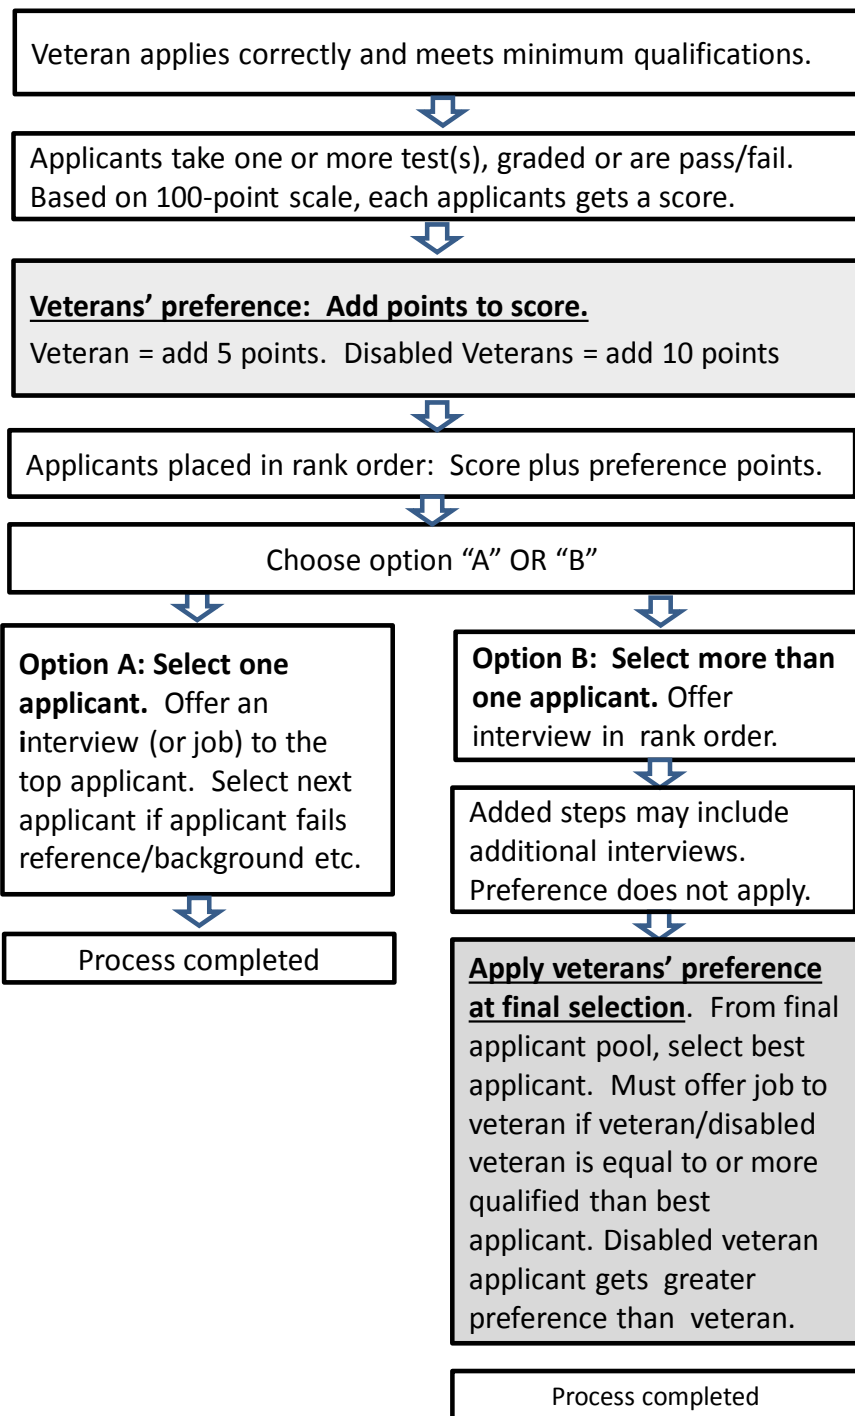 Veteran applies correctly and meets minimum qualifications.
Applicants take one or more test(s), graded or are pass/fail.
Based on 100-point scale, each applicants gets a score.
Veterans’ preference: Add points to score.
Veteran = add 5 points. Disabled Veterans = add 10 points
Applicants placed in rank order: Score plus preference points.
Choose option “A” OR “B”
Option A: Select one
applicant. Offer an
interview (or job) to the
top applicant. Select next
applicant if applicant fails
reference/background etc.
Process completed
Option B: Select more than
one applicant. Offer
interview in rank order.
Added steps may include
additional interviews.
Preference does not apply.
Apply veterans’ preference
at final selection. From final
applicant pool, select best
applicant. Must offer job to
veteran if veteran/disabled
veteran is equal to or more
qualified than best
applicant. Disabled veteran
applicant gets greater
preference than veteran.
Process completed